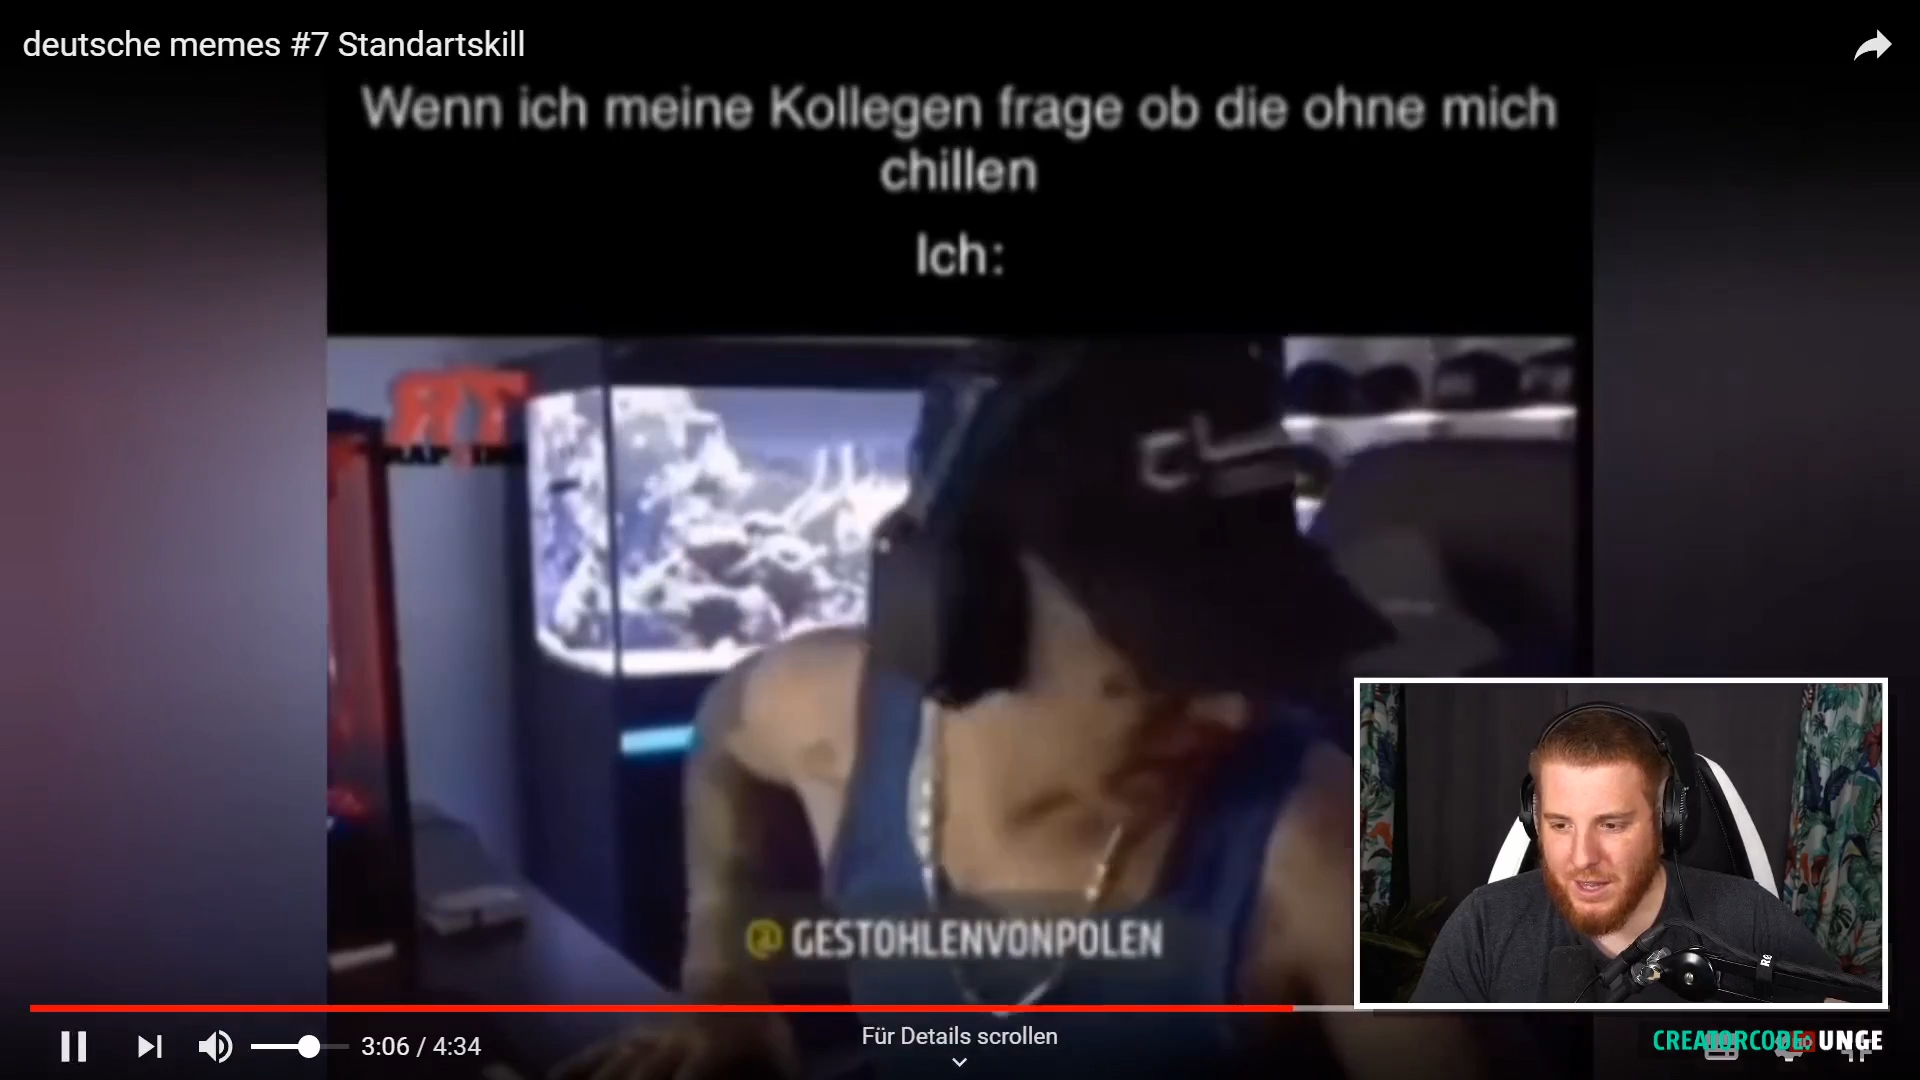 deutsche memes #7 Standartskill
Wenn ich meine Kollegen frage ob die ohne mich
chillen
Ich:
@ GESTOHLENVONPOLEN
3:06 / 4:34
Für Details scrollen
CREATORCODE: UNGE